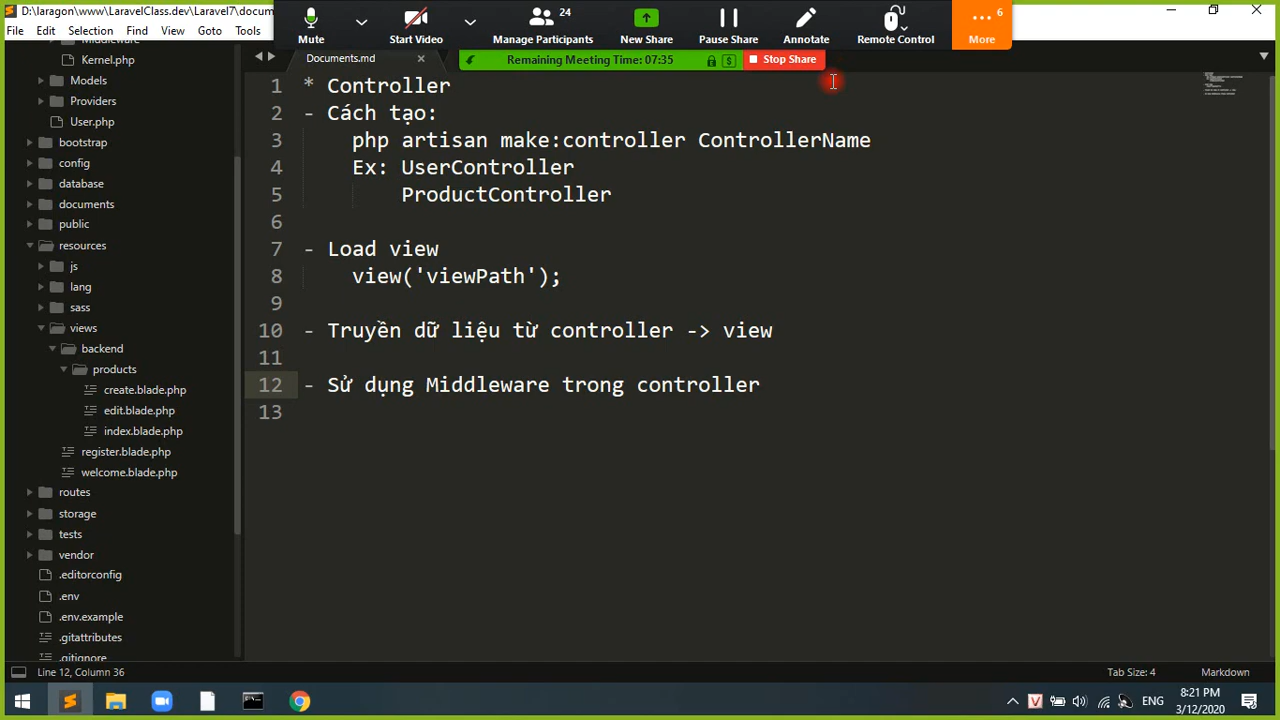 D:\laragon\www\LaravelClass.dev\Laravel7\docum
File Edit Selection Find View Goto Tools
Mute
Start Video
24
Manage Participants
New Share
Pause Share
Annotate
Remote Control
6
More
Remaining Meeting Time: 07:35
Stop Share
Documents.md
Kernel.php
Models
Providers
User.php
bootstrap
config
database
documents
public
resources
js
lang
sass
views
backend
products
create.blade.php
edit.blade.php
index.blade.php
register.blade.php
welcome.blade.php
routes
storage
tests
vendor
.editorconfig
.env
.env.example
.gitattributes
.gitignore
1 * Controller
2 - Cách tạo:
3 php artisan make:controller ControllerName
4 Ex: UserController
5 ProductController
6
7 - Load view
8 view('viewPath');
9
10 - Truyền dữ liệu từ controller -> view
11
12 - Sử dụng Middleware trong controller
13
Line 12, Column 36
Tab Size: 4
Markdown
ENG
8:21 PM
3/12/2020